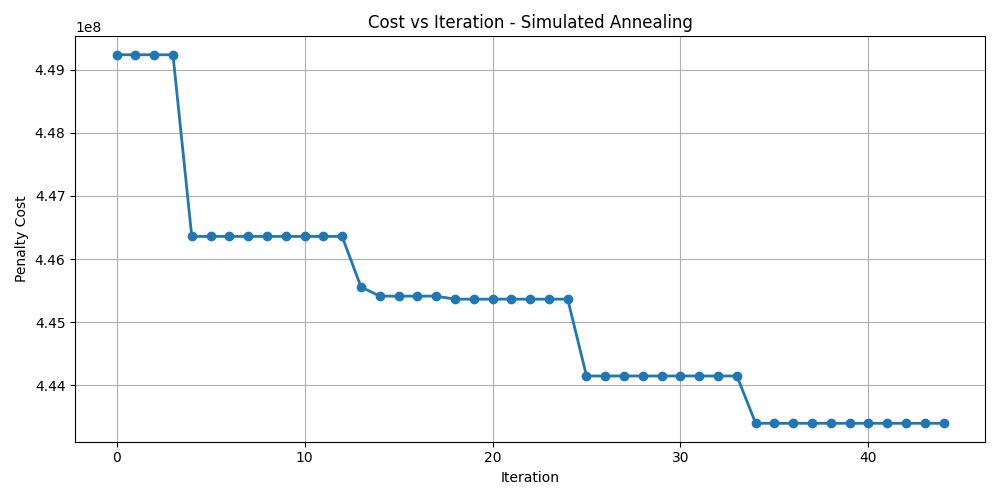 Cost vs Iteration - Simulated Annealing
1e8
4.49
4.48
4.47
4.46
4.45
4.44
Penalty Cost
0 10 20 30 40
Iteration